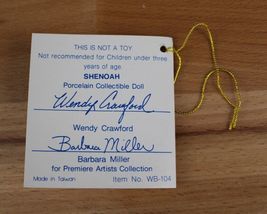 THIS IS NOT A TOY
Not recommended for Children under three
years of age.
SHENOAH
Porcelain Collectible Doll
Wendy Crawford
Wendy Crawford
Barbara Miller
Barbara Miller
for Premiere Artists Collection
Made in Taiwan Item No. WB-104